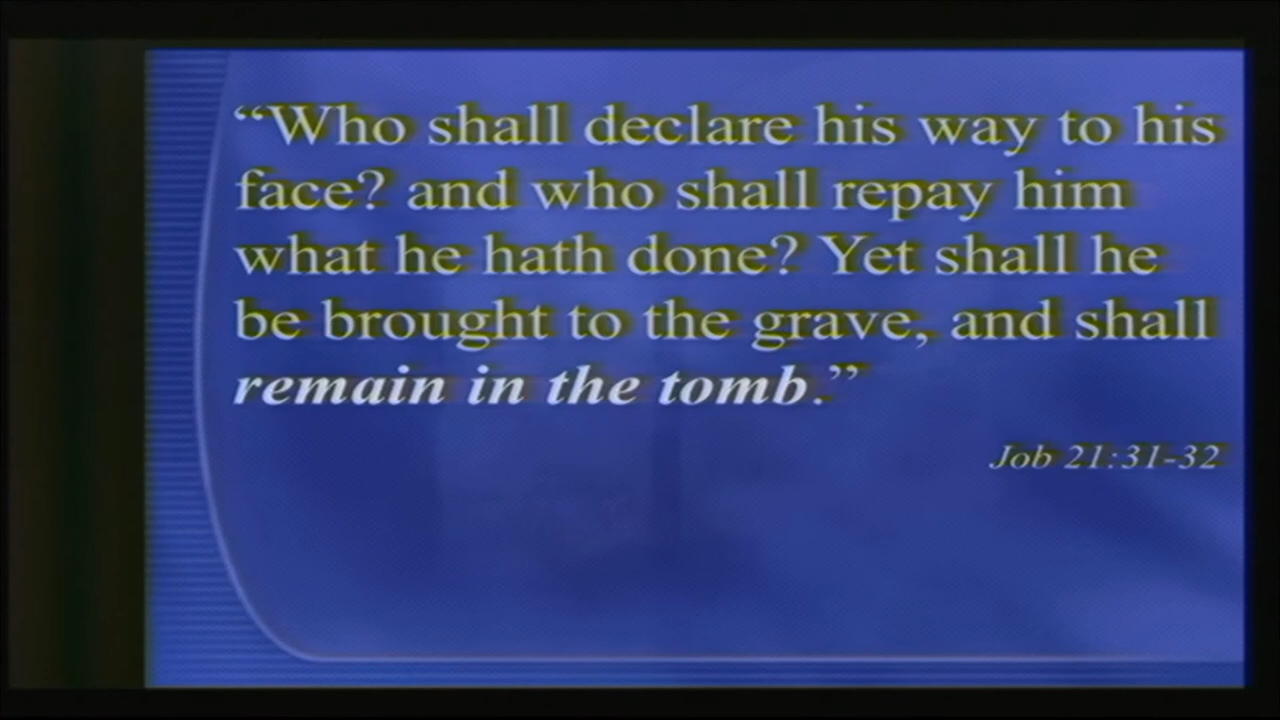 “Who shall declare his way to his
face? and who shall repay him
what he hath done? Yet shall he
be brought to the grave, and shall
remain in the tomb.”
Job 21:31-32